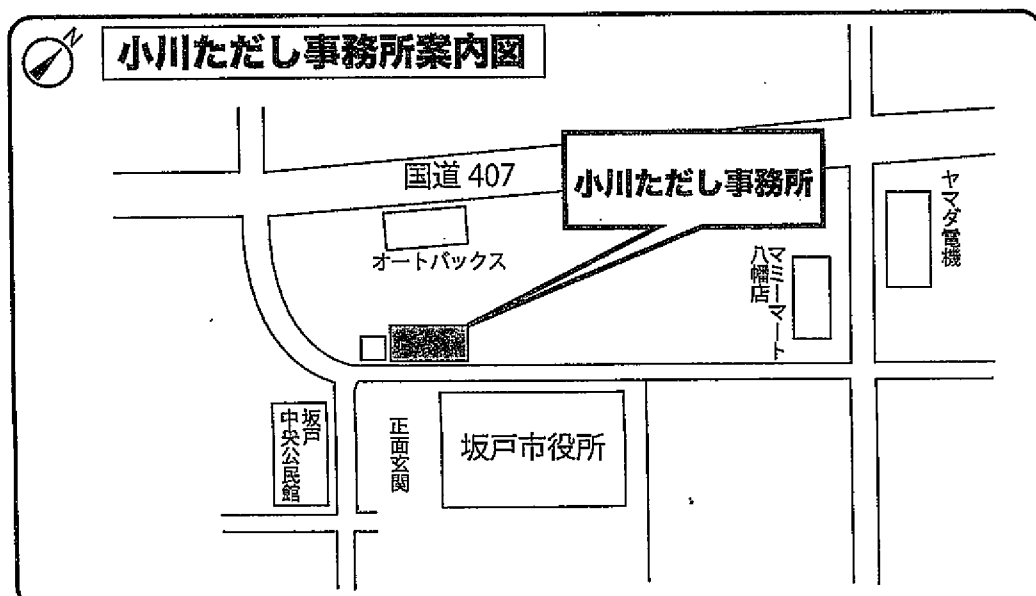 N
小川ただし事務所案内図
国道 407
小川ただし事務所
ヤマダ電機
オートバックス
マミーマート
八幡店
坂戸
中央公民館
正面玄関
坂戸市役所